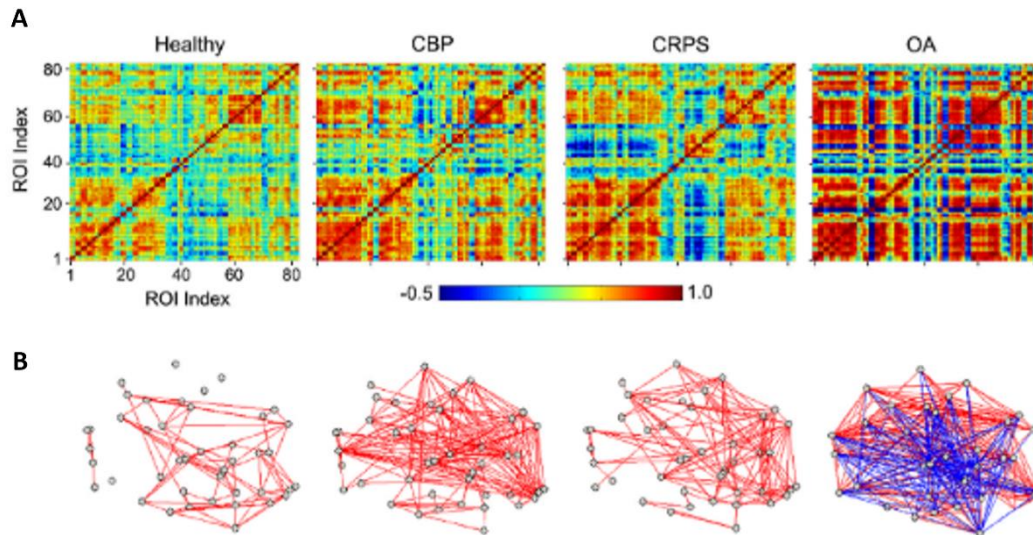 A
Healthy CBP CRPS OA
80
60
40
20
1
ROI Index
1 20 40 60 80
ROI Index
-0.5 1.0
B